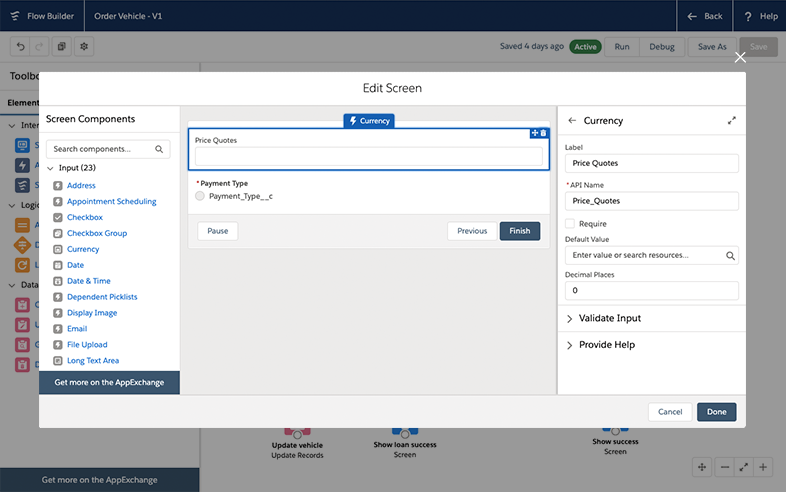 Flow Builder
Order Vehicle - V1
Back
Help
Saved 4 days ago
Active
Run
Debug
Save As
Save
Edit Screen
Screen Components
Search components...
Input (23)
Address
Appointment Scheduling
Checkbox
Checkbox Group
Currency
Date
Date & Time
Dependent Picklists
Display Image
Email
File Upload
Long Text Area
Get more on the AppExchange
Currency
Price Quotes
*Payment Type
Payment_Type__c
Pause
Previous
Finish
Currency
Label
Price Quotes
*API Name
Price_Quotes
Require
Default Value
Enter value or search resources...
Decimal Places
0
Validate Input
Provide Help
Cancel
Done
Update vehicle
Update Records
Show loan success
Screen
Show success
Screen
Get more on the AppExchange